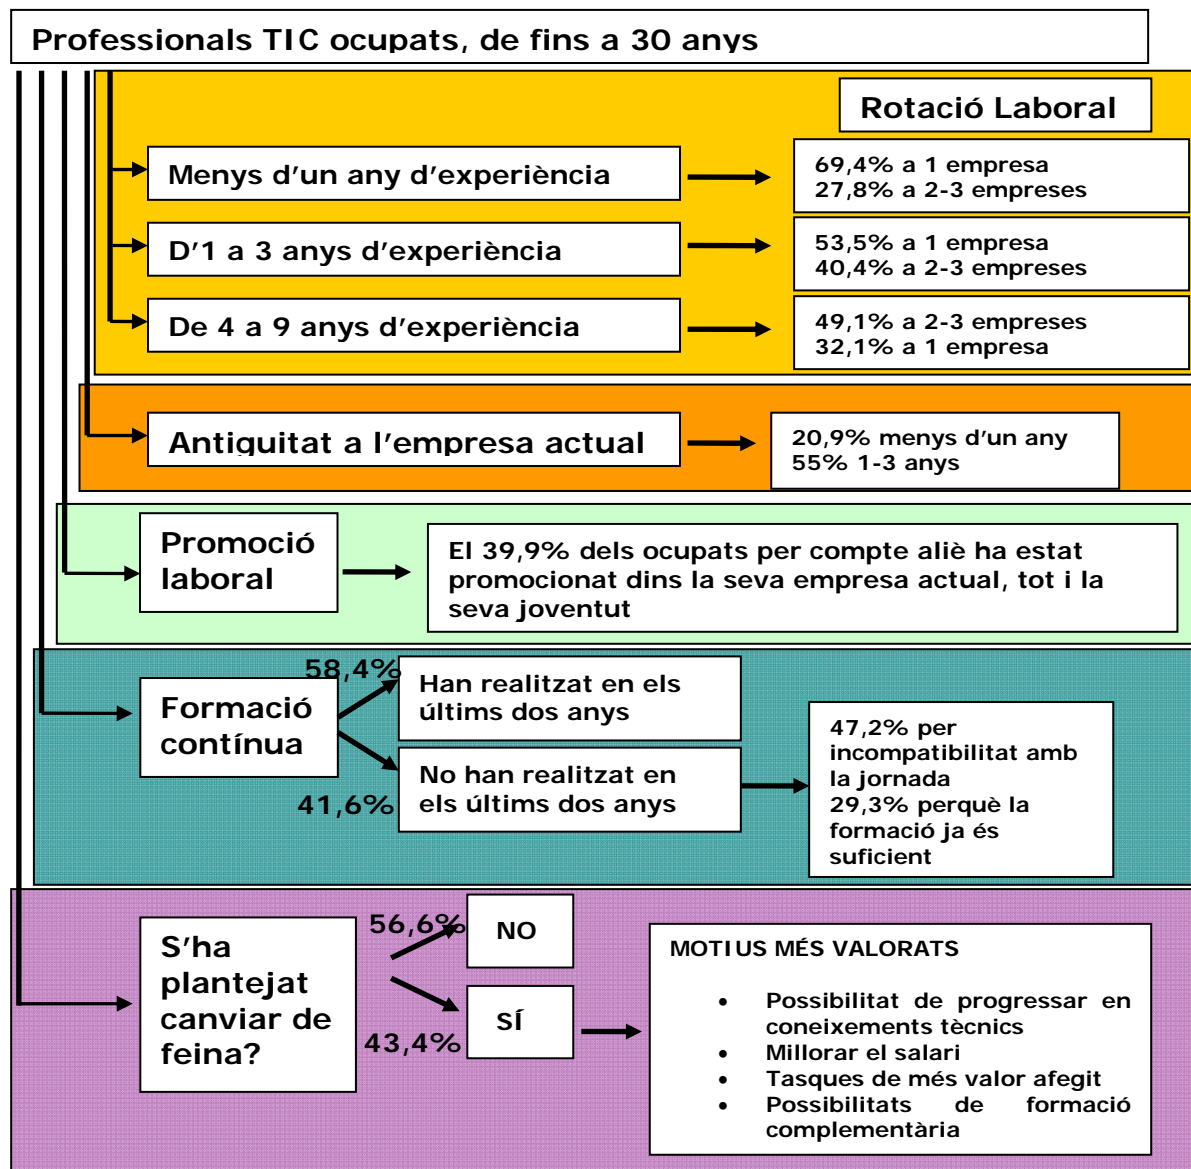 Professionals TIC ocupats, de fins a 30 anys
Rotació Laboral
Menys d’un any d’experiència
69,4% a 1 empresa
27,8% a 2-3 empreses
D’1 a 3 anys d’experiència
53,5% a 1 empresa
40,4% a 2-3 empreses
De 4 a 9 anys d’experiència
49,1% a 2-3 empreses
32,1% a 1 empresa
Antiguitat a l’empresa actual
20,9% menys d’un any
55% 1-3 anys
Promoció
laboral
El 39,9% dels ocupats per compte aliè ha estat
promocionat dins la seva empresa actual, tot i la
seva joventut
Formació
contínua
58,4%
Han realitzat en els
últims dos anys
41,6%
No han realitzat en
els últims dos anys
47,2% per
incompatibilitat amb
la jornada
29,3% perquè la
formació ja és
suficient
S’ha
plantejat
canviar de
feina?
56,6%
NO
43,4%
SÍ
MOTIUS MÉS VALORATS
• Possibilitat de progressar en
coneixements tècnics
• Millorar el salari
• Tasques de més valor afegit
• Possibilitats de formació
complementària